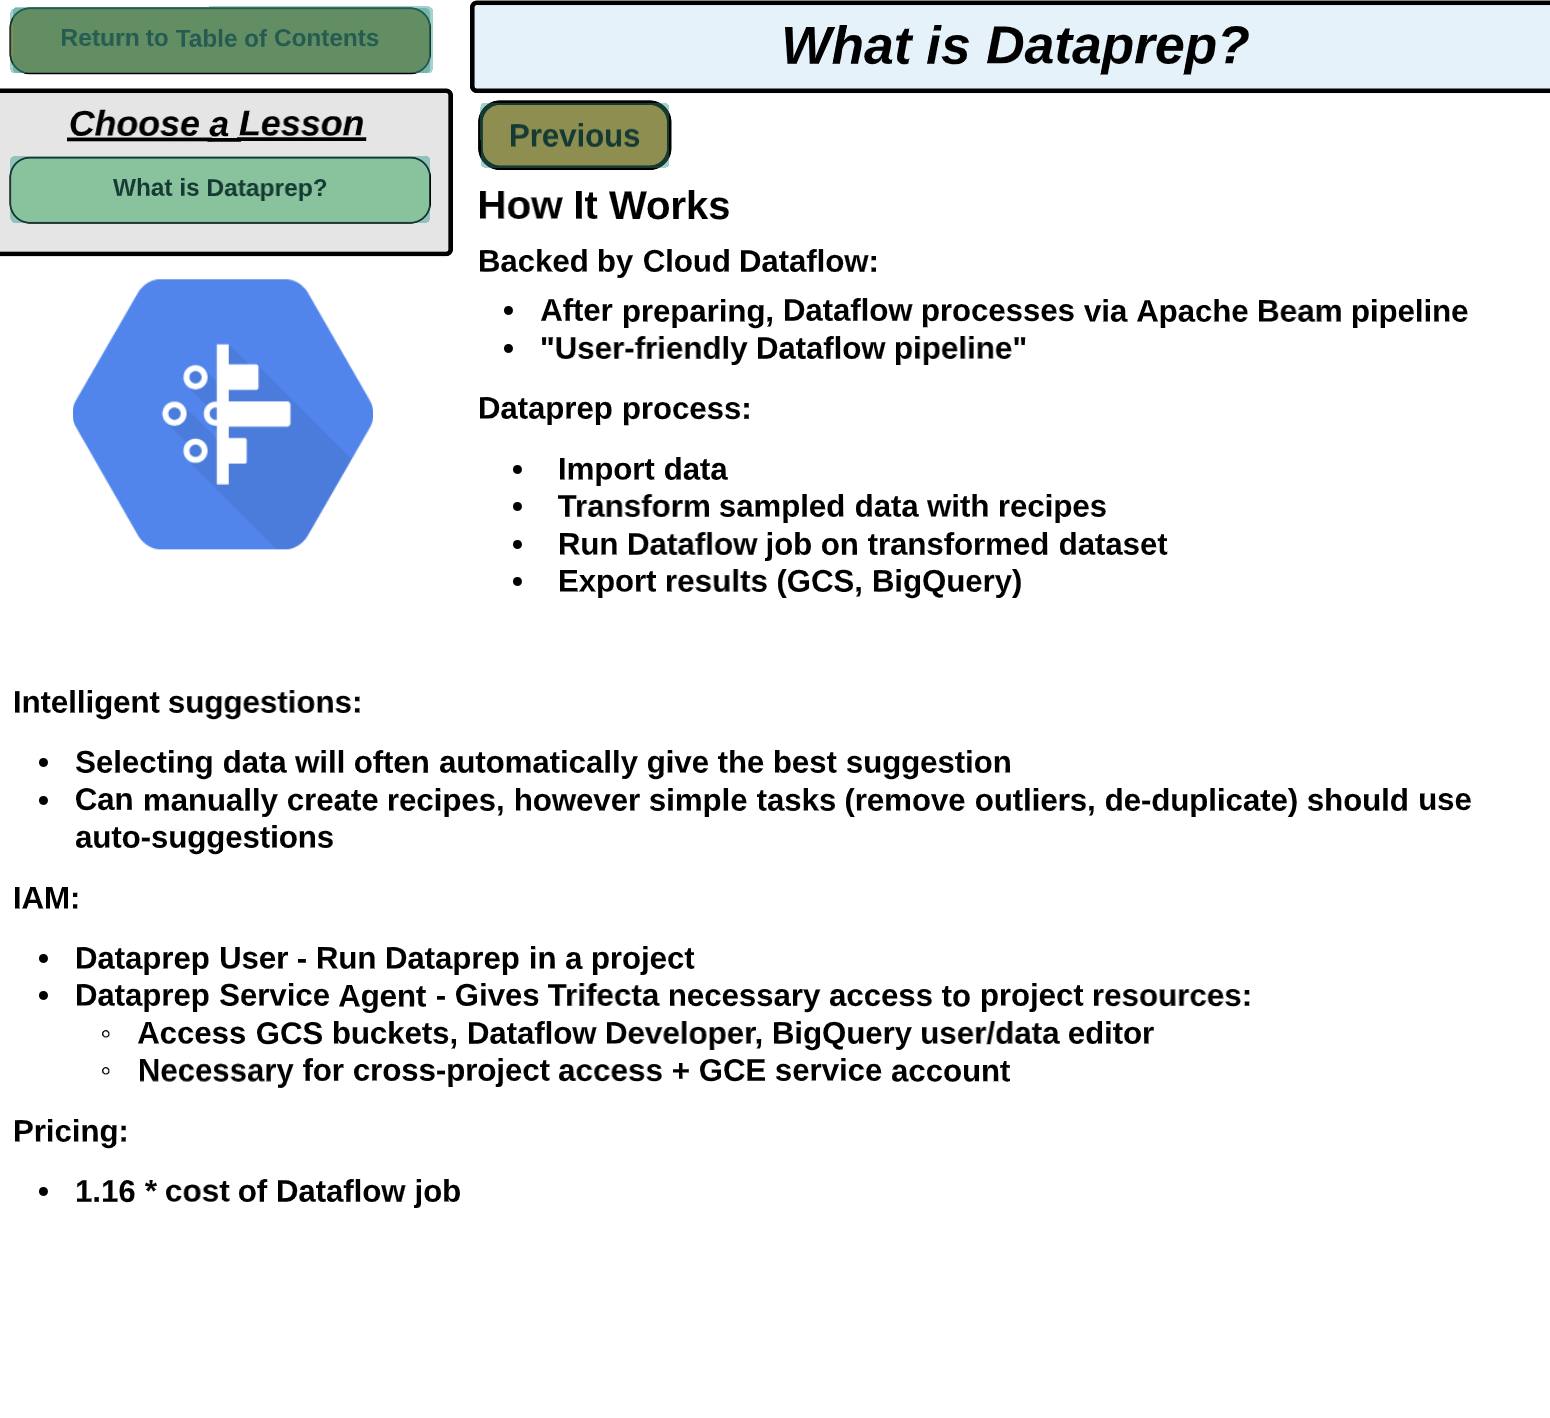 Return to Table of Contents
What is Dataprep?
Choose a Lesson
What is Dataprep?
Previous
How It Works
Backed by Cloud Dataflow:
• After preparing, Dataflow processes via Apache Beam pipeline
• "User-friendly Dataflow pipeline"
Dataprep process:
• Import data
• Transform sampled data with recipes
• Run Dataflow job on transformed dataset
• Export results (GCS, BigQuery)
Intelligent suggestions:
• Selecting data will often automatically give the best suggestion
• Can manually create recipes, however simple tasks (remove outliers, de-duplicate) should use
auto-suggestions
IAM:
• Dataprep User - Run Dataprep in a project
• Dataprep Service Agent - Gives Trifecta necessary access to project resources:
◦ Access GCS buckets, Dataflow Developer, BigQuery user/data editor
◦ Necessary for cross-project access + GCE service account
Pricing:
• 1.16 * cost of Dataflow job